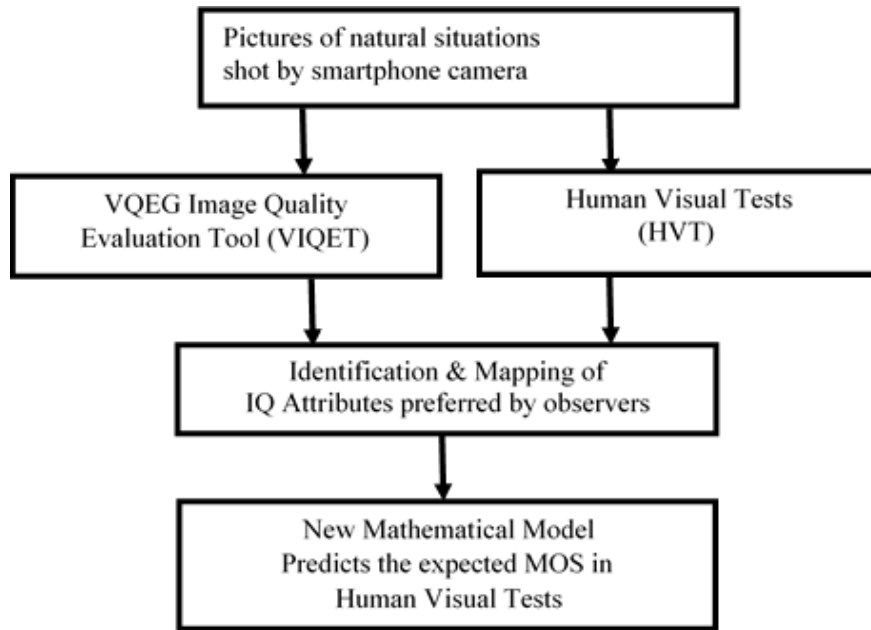 Pictures of natural situations
shot by smartphone camera
VQEG Image Quality
Evaluation Tool (VIQET)
Human Visual Tests
(HVT)
Identification & Mapping of
IQ Attributes preferred by observers
New Mathematical Model
Predicts the expected MOS in
Human Visual Tests